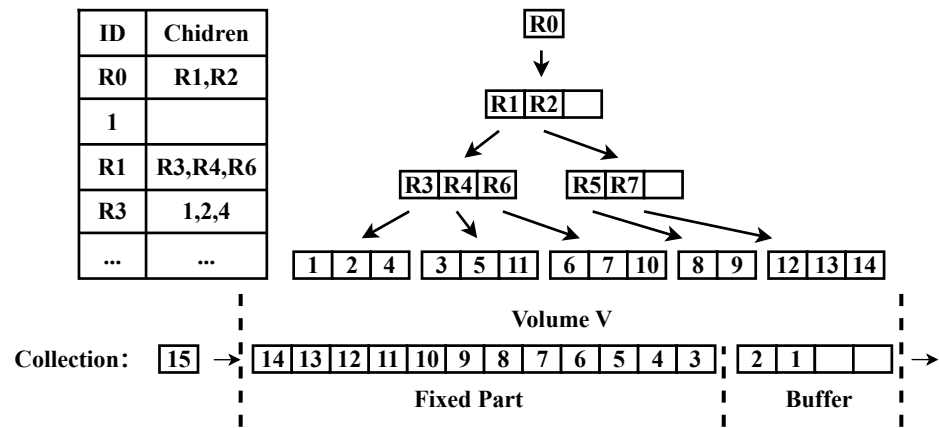 ID Chidren
R0 R1,R2
1
R1 R3,R4,R6
R3 1,2,4
... ...
R0
R1 R2
R3 R4 R6 R5 R7
1 2 4 3 5 11 6 7 10 8 9 12 13 14
Volume V
Collection: 15 14 13 12 11 10 9 8 7 6 5 4 3 2 1
Fixed Part Buffer